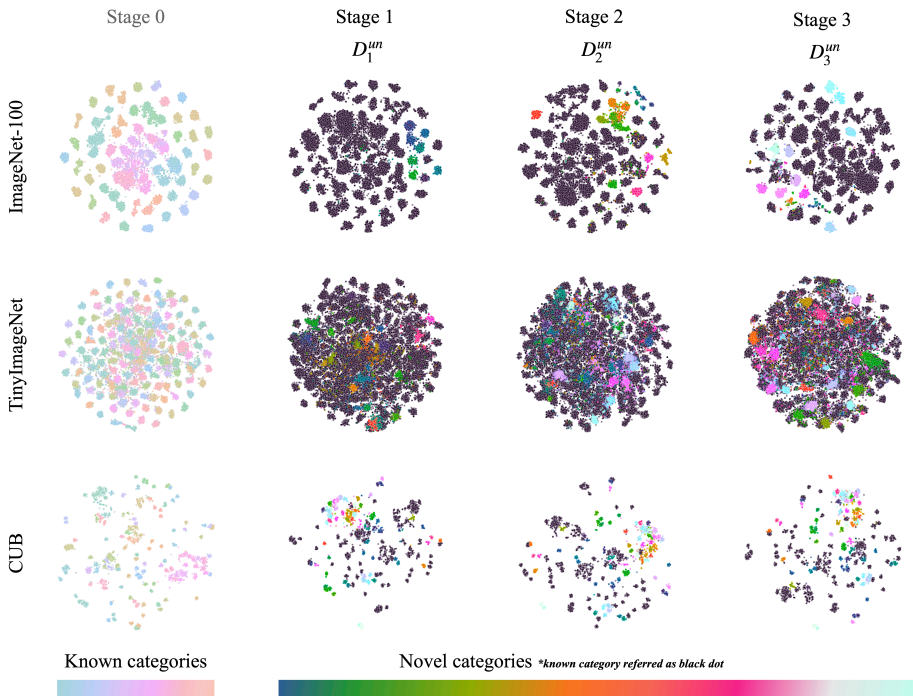 Stage 0 Stage 1 Stage 2 Stage 3
D₁ᵘⁿ D₂ᵘⁿ D₃ᵘⁿ
ImageNet-100
TinyImageNet
CUB
Known categories Novel categories *known category referred as black dot